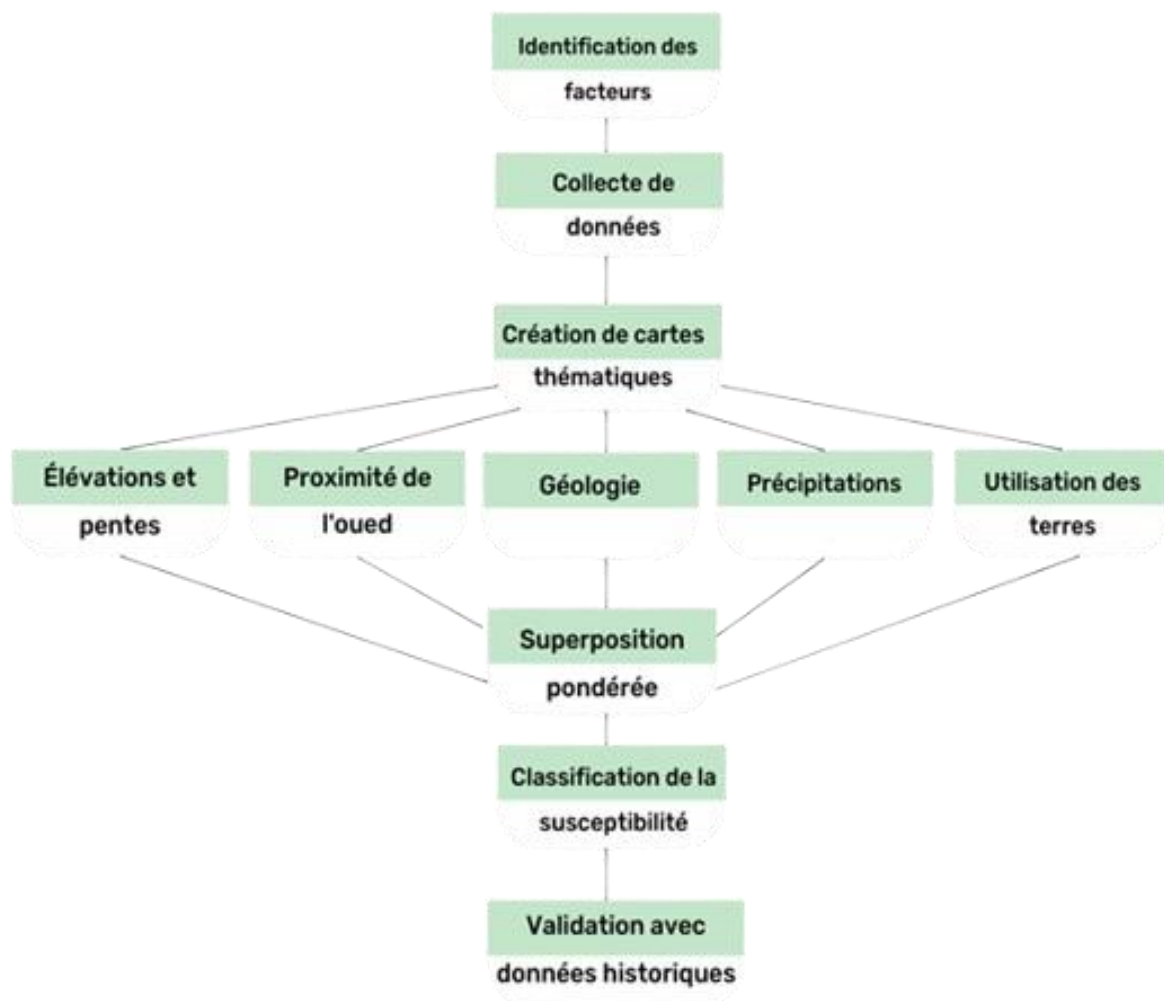 Identification des
facteurs
Collecte de
données
Création de cartes
thématiques
Élévations et
pentes
Proximité de
l'oued
Géologie
Précipitations
Utilisation des
terres
Superposition
pondérée
Classification de la
susceptibilité
Validation avec
données historiques